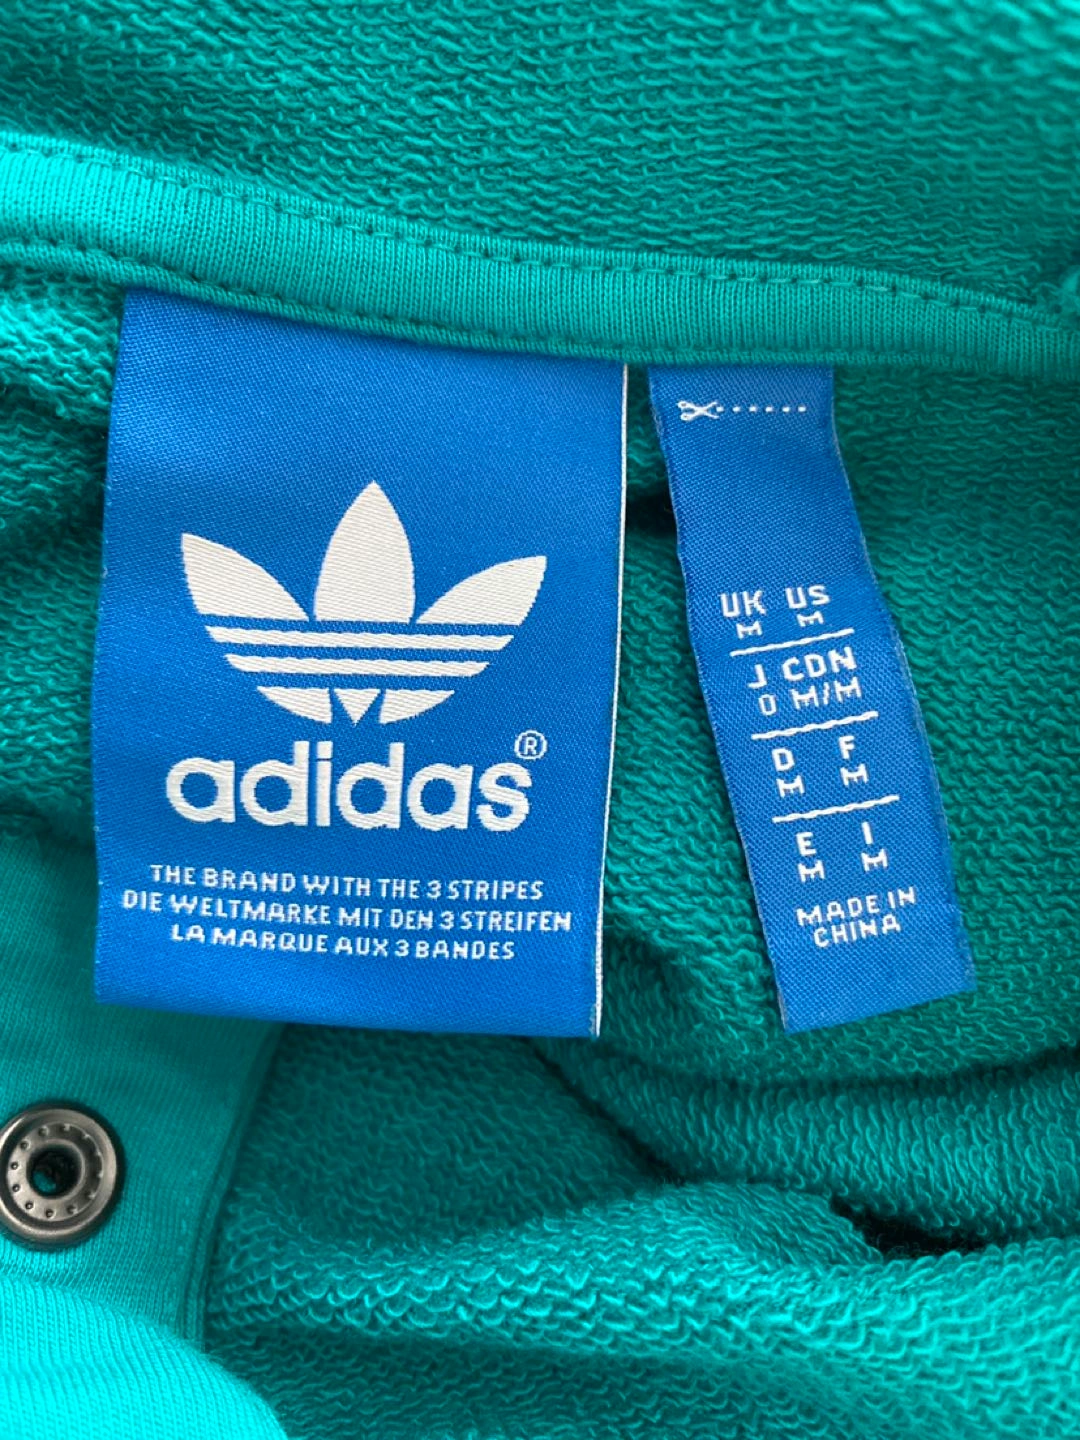 adidas®
THE BRAND WITH THE 3 STRIPES
DIE WELTMARKE MIT DEN 3 STREIFEN
LA MARQUE AUX 3 BANDES
UK US
M M
J CDN
O M/M
D F
M M
E I
M M
MADE IN
CHINA